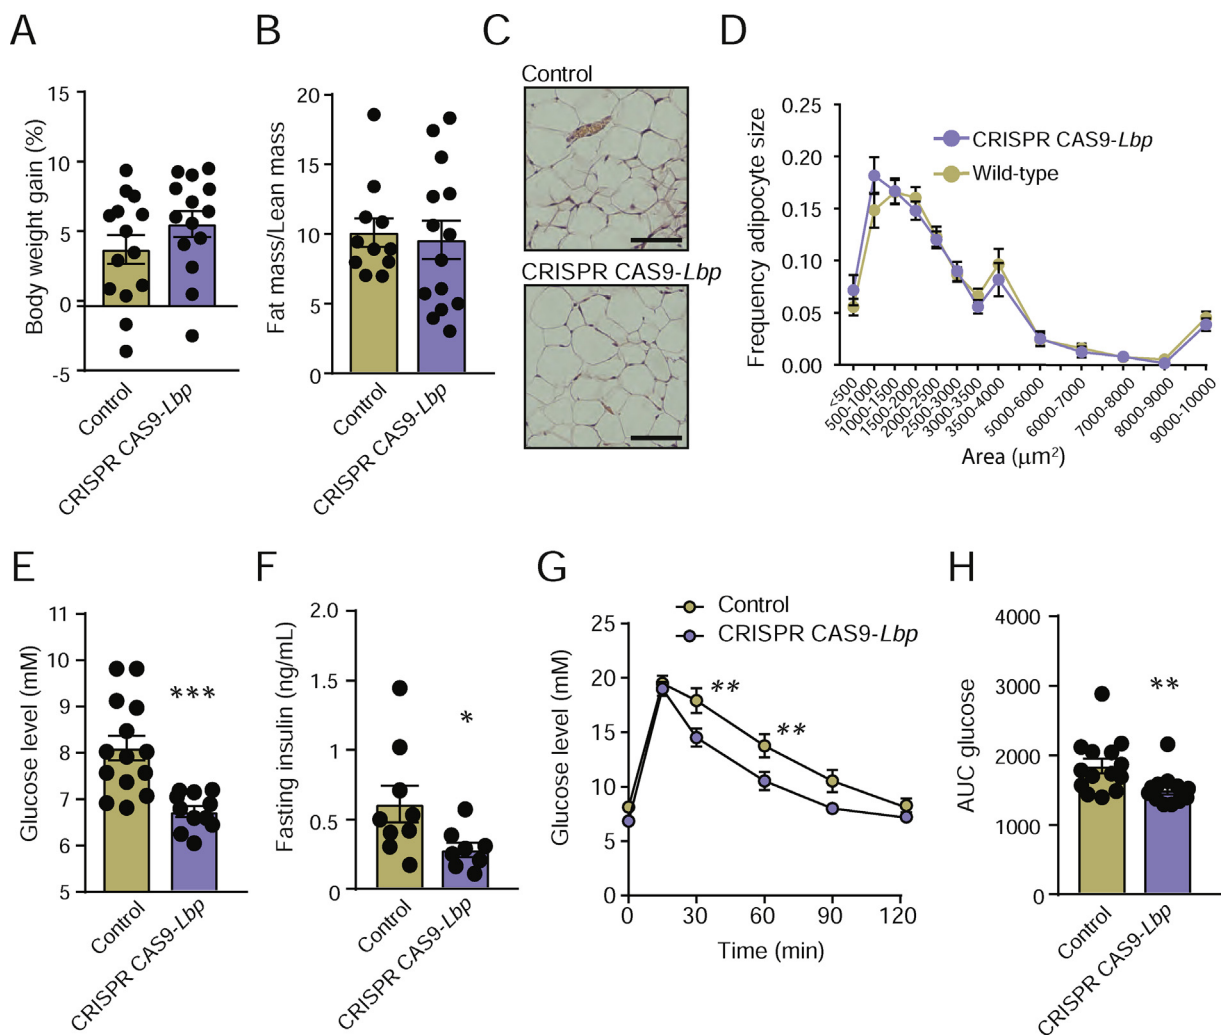 A
Body weight gain (%)
15
10
5
0
-5
Control
CRISPR CAS9-Lbp
B
Fat mass/Lean mass
20
15
10
5
0
Control
CRISPR CAS9-Lbp
C
Control
CRISPR CAS9-Lbp
D
Frequency adipocyte size
0.25
0.20
0.15
0.10
0.05
0.00
CRISPR CAS9-Lbp
Wild-type
<500
500-1000
1000-1500
1500-2000
2000-2500
2500-3000
3000-3500
3500-4000
5000-6000
6000-7000
7000-8000
8000-9000
9000-10000
Area (μm²)
E
Glucose level (mM)
11
10
9
8
7
6
5
***
Control
CRISPR CAS9-Lbp
F
Fasting insulin (ng/mL)
2.0
1.5
1
0.5
0
*
Control
CRISPR CAS9-Lbp
G
Control
CRISPR CAS9-Lbp
Glucose level (mM)
25
20
15
10
5
0
**
**
0 30 60 90 120
Time (min)
H
AUC glucose
4000
3000
2000
1000
0
**
Control
CRISPR CAS9-Lbp